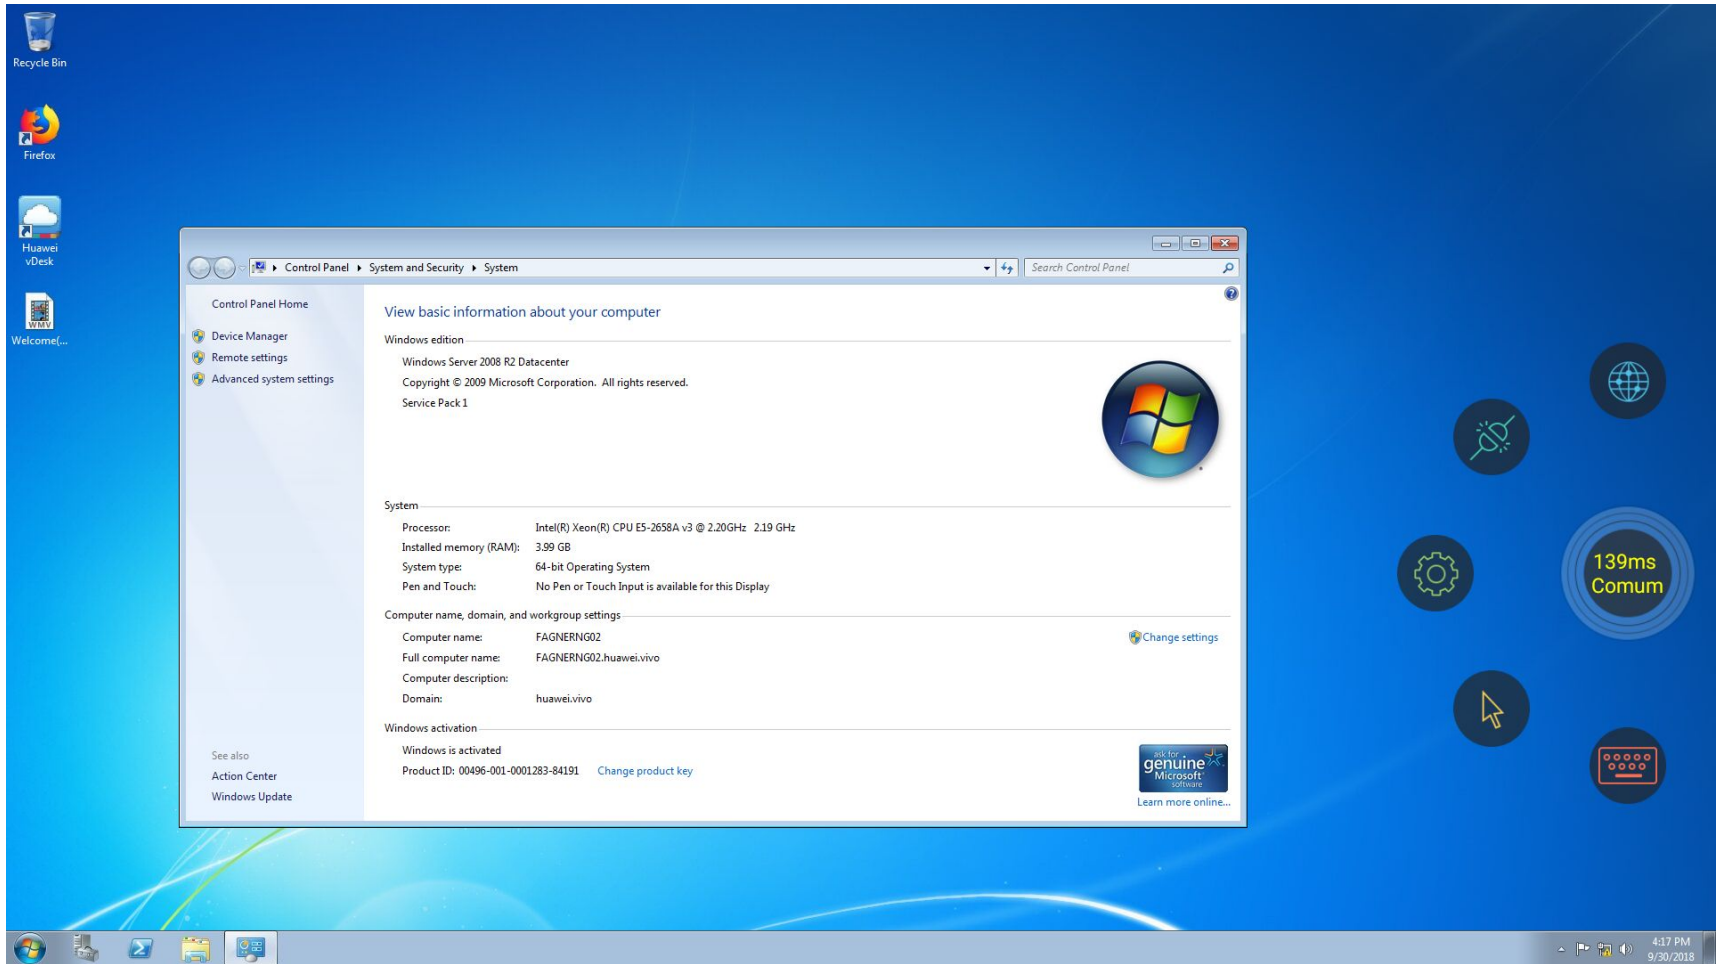 Recycle Bin
Firefox
Huawei
vDesk
WMV
Welcome(...
Control Panel
System and Security
System
Search Control Panel
Control Panel Home
Device Manager
Remote settings
Advanced system settings
See also
Action Center
Windows Update
View basic information about your computer
Windows edition
Windows Server 2008 R2 Datacenter
Copyright © 2009 Microsoft Corporation. All rights reserved.
Service Pack 1
System
Processor: Intel(R) Xeon(R) CPU E5-2658A v3 @ 2.20GHz 2.19 GHz
Installed memory (RAM): 3.99 GB
System type: 64-bit Operating System
Pen and Touch: No Pen or Touch Input is available for this Display
Computer name, domain, and workgroup settings
Computer name: FAGNERNG02
Change settings
Full computer name: FAGNERNG02.huawei.vivo
Computer description:
Domain: huawei.vivo
Windows activation
Windows is activated
Product ID: 00496-001-0001283-84191 Change product key
ask for
genuine
Microsoft
software
Learn more online...
139ms
Comum
4:17 PM
9/30/2018